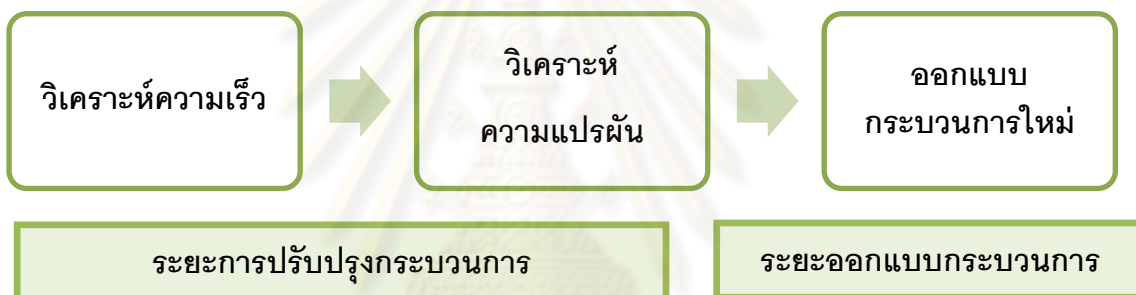 วิเคราะห์ความเร็ว
วิเคราะห์
ความแปรผัน
ออกแบบ
กระบวนการใหม่
ระยะการปรับปรุงกระบวนการ
ระยะออกแบบกระบวนการ